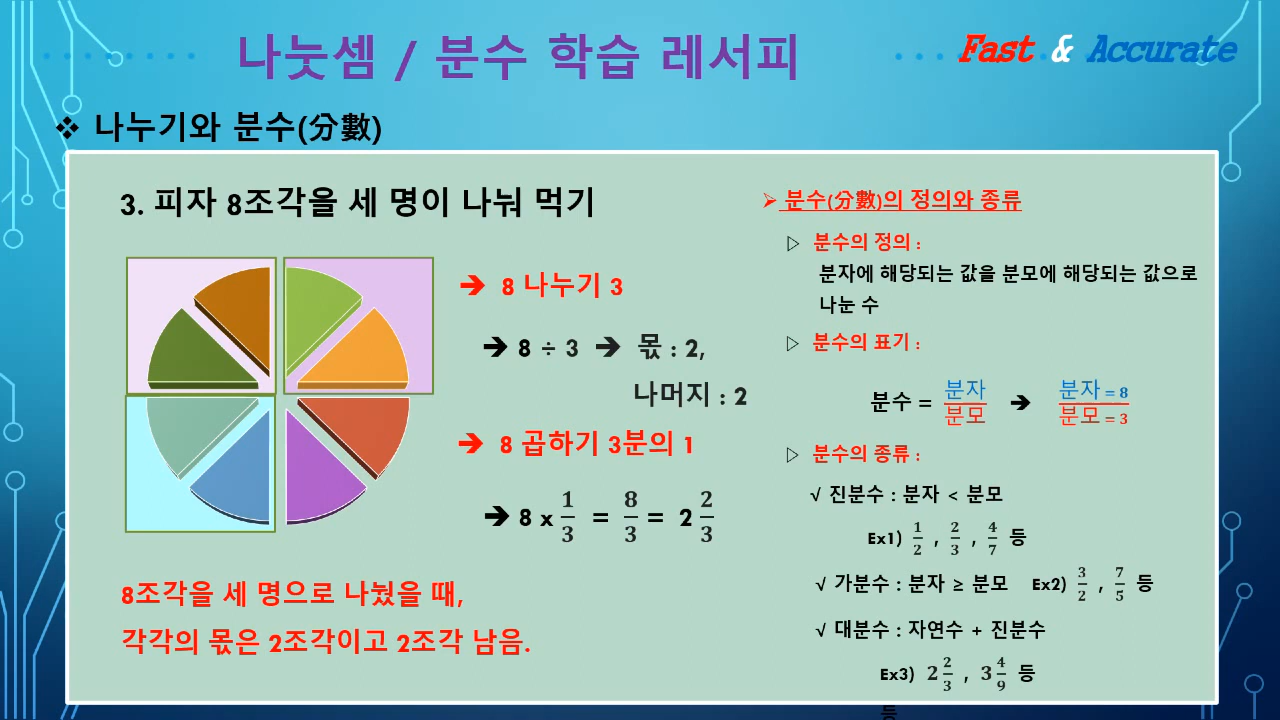 나눗셈 / 분수 학습 레서피
Fast & Accurate
❖ 나누기와 분수(分數)
3. 피자 8조각을 세 명이 나눠 먹기
➔ 8 나누기 3
➔ 8 ÷ 3 ➔ 몫 : 2,
나머지 : 2
➔ 8 곱하기 3분의 1
➔ 8 x 1/3 = 8/3 = 2 2/3
8조각을 세 명으로 나눴을 때,
각각의 몫은 2조각이고 2조각 남음.
➢ 분수(分數)의 정의와 종류
▷ 분수의 정의 :
분자에 해당되는 값을 분모에 해당되는 값으로
나눈 수
▷ 분수의 표기 :
분수 = 분자/분모 ➔ 분자 = 8/분모 = 3
▷ 분수의 종류 :
√ 진분수 : 분자 < 분모
Ex1) 1/2 , 2/3 , 4/7 등
√ 가분수 : 분자 ≥ 분모 Ex2) 3/2 , 7/5 등
√ 대분수 : 자연수 + 진분수
Ex3) 2 2/3 , 3 4/9 등
등